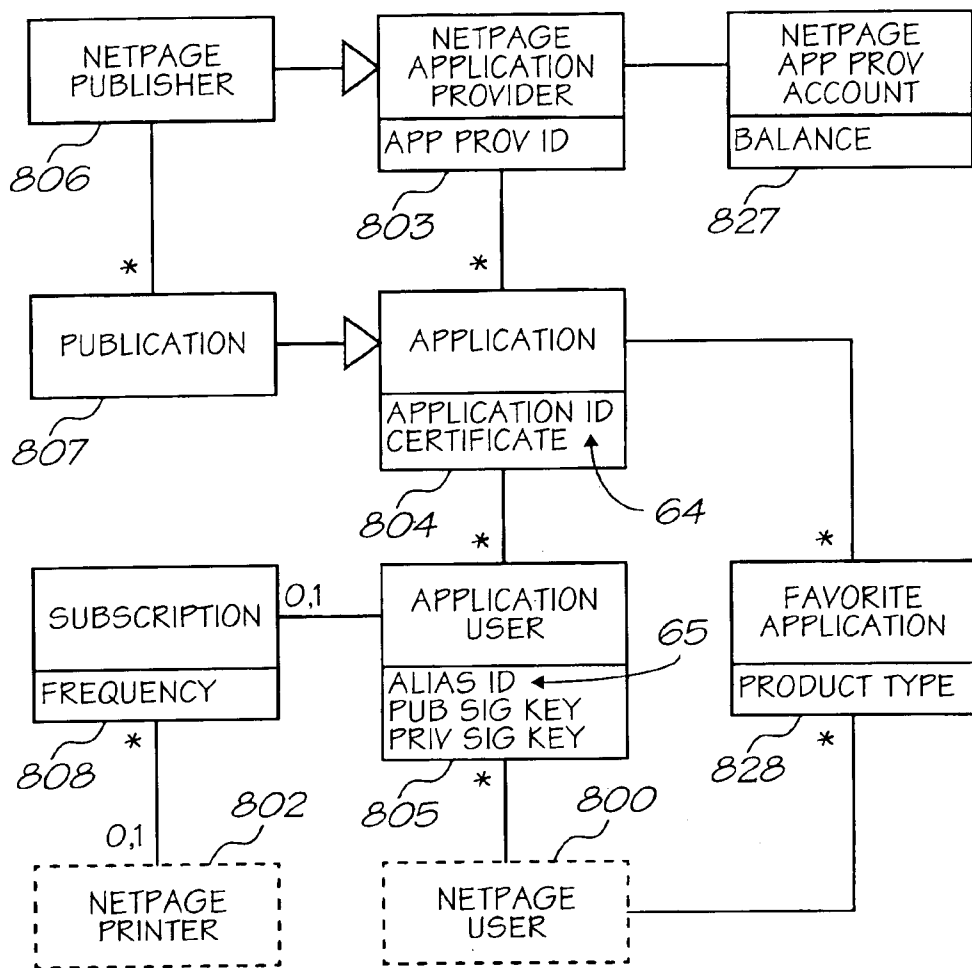 NETPAGE
PUBLISHER
806
NETPAGE
APPLICATION
PROVIDER
APP PROV ID
803
NETPAGE
APP PROV
ACCOUNT
BALANCE
827
*
*
PUBLICATION
807
APPLICATION
APPLICATION ID
CERTIFICATE
804
64
*
*
SUBSCRIPTION
FREQUENCY
808
0,1
APPLICATION
USER
ALIAS ID
PUB SIG KEY
PRIV SIG KEY
805
65
FAVORITE
APPLICATION
PRODUCT TYPE
828
*
*
*
0,1
802
NETPAGE
PRINTER
800
NETPAGE
USER